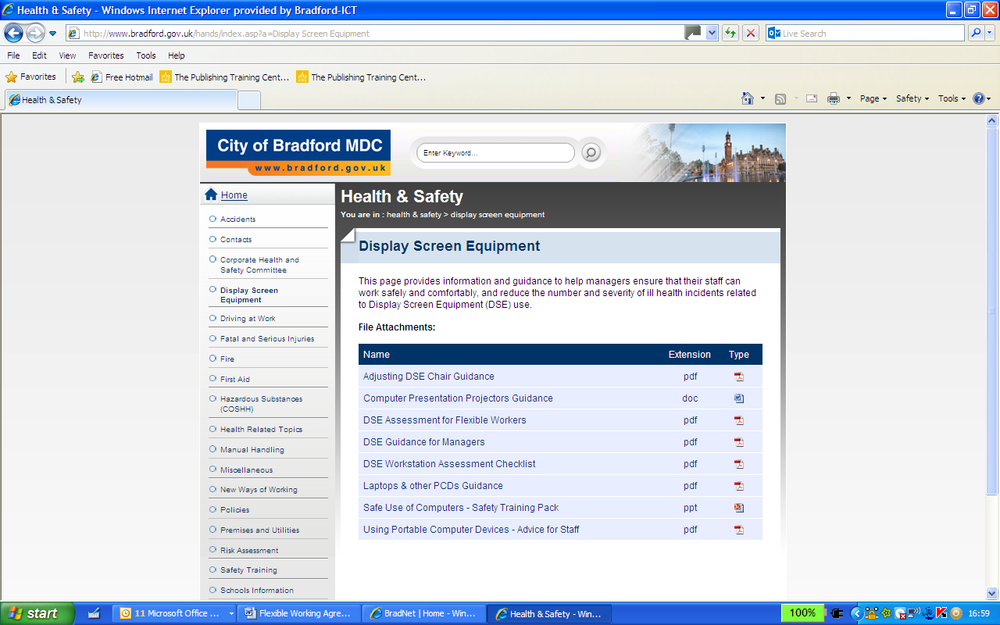 Health & Safety - Windows Internet Explorer provided by Bradford-ICT
http://www.bradford.gov.uk/hands/index.asp?a=Display Screen Equipment
Live Search
File Edit View Favorites Tools Help
Favorites Free Hotmail The Publishing Training Cent... The Publishing Training Cent...
Health & Safety
Page Safety Tools
City of Bradford MDC
www.bradford.gov.uk
Enter Keyword...
Home
Accidents
Contacts
Corporate Health and
Safety Committee
Display Screen
Equipment
Driving at Work
Fatal and Serious Injuries
Fire
First Aid
Hazardous Substances
(COSHH)
Health Related Topics
Manual Handling
Miscellaneous
New Ways of Working
Policies
Premises and Utilities
Risk Assessment
Safety Training
Schools Information
Health & Safety
You are in : health & safety > display screen equipment
Display Screen Equipment
This page provides information and guidance to help managers ensure that their staff can
work safely and comfortably, and reduce the number and severity of ill health incidents related
to Display Screen Equipment (DSE) use.
File Attachments:
Name Extension Type
Adjusting DSE Chair Guidance pdf
Computer Presentation Projectors Guidance doc
DSE Assessment for Flexible Workers pdf
DSE Guidance for Managers pdf
DSE Workstation Assessment Checklist pdf
Laptops & other PCDs Guidance pdf
Safe Use of Computers - Safety Training Pack ppt
Using Portable Computer Devices - Advice for Staff pdf
start 11 Microsoft Office ... Flexible Working Agre... BradNet | Home - Win... Health & Safety - Win... 100% 16:59